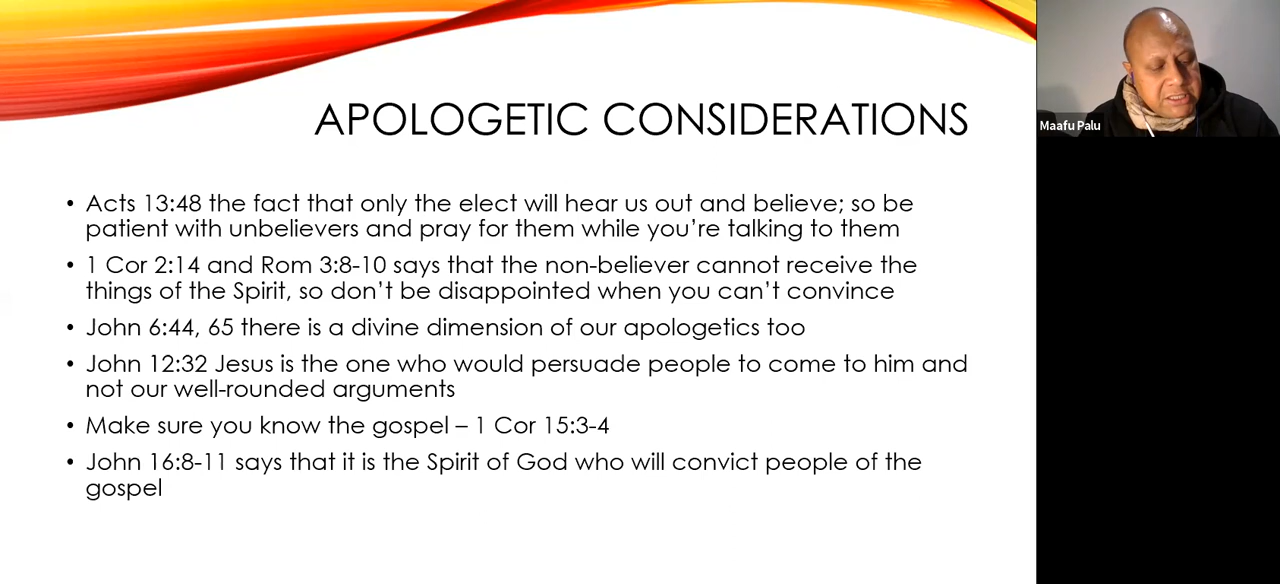 APOLOGETIC CONSIDERATIONS
• Acts 13:48 the fact that only the elect will hear us out and believe; so be
patient with unbelievers and pray for them while you’re talking to them
• 1 Cor 2:14 and Rom 3:8-10 says that the non-believer cannot receive the
things of the Spirit, so don’t be disappointed when you can’t convince
• John 6:44, 65 there is a divine dimension of our apologetics too
• John 12:32 Jesus is the one who would persuade people to come to him and
not our well-rounded arguments
• Make sure you know the gospel – 1 Cor 15:3-4
• John 16:8-11 says that it is the Spirit of God who will convict people of the
gospel
Maafu Palu